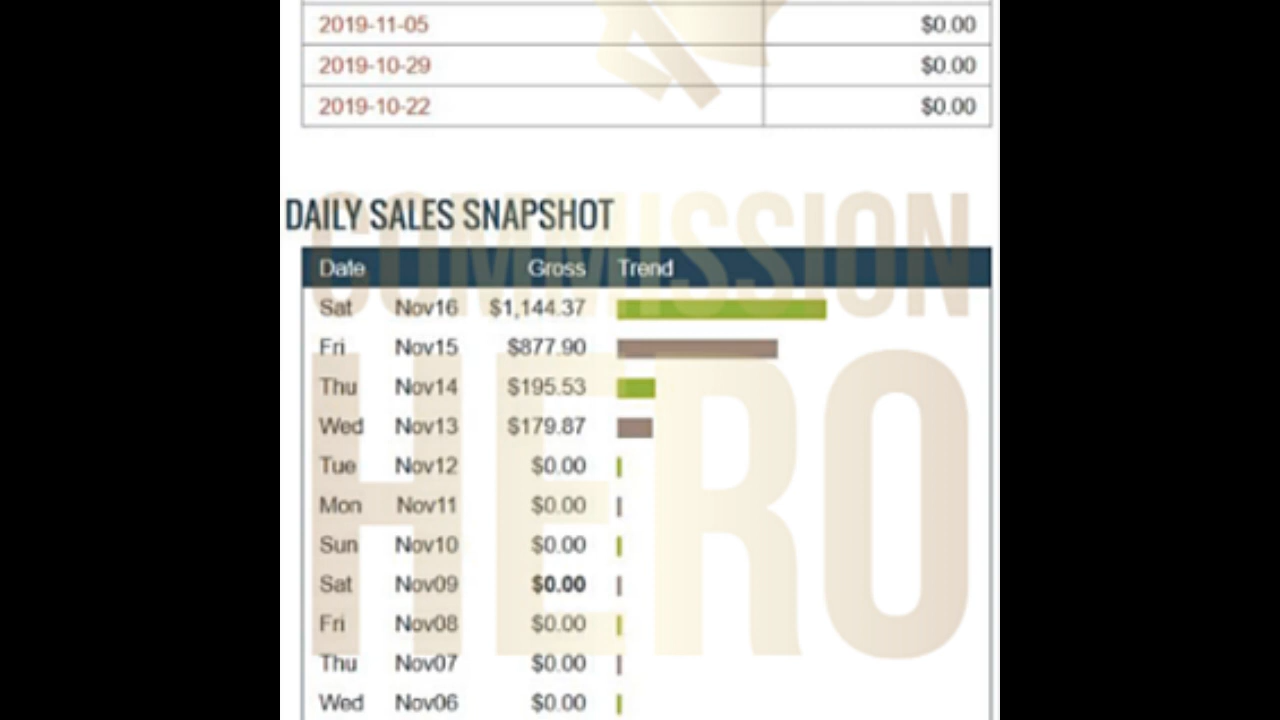 2019-11-05 $0.00
2019-10-29 $0.00
2019-10-22 $0.00
COMMISSION
DAILY SALES SNAPSHOT
Date Gross Trend
Sat Nov16 $1,144.37
Fri Nov15 $877.90
Thu Nov14 $195.53
Wed Nov13 $179.87
HERO
Tue Nov12 $0.00
Mon Nov11 $0.00
Sun Nov10 $0.00
Sat Nov09 $0.00
Fri Nov08 $0.00
Thu Nov07 $0.00
Wed Nov06 $0.00